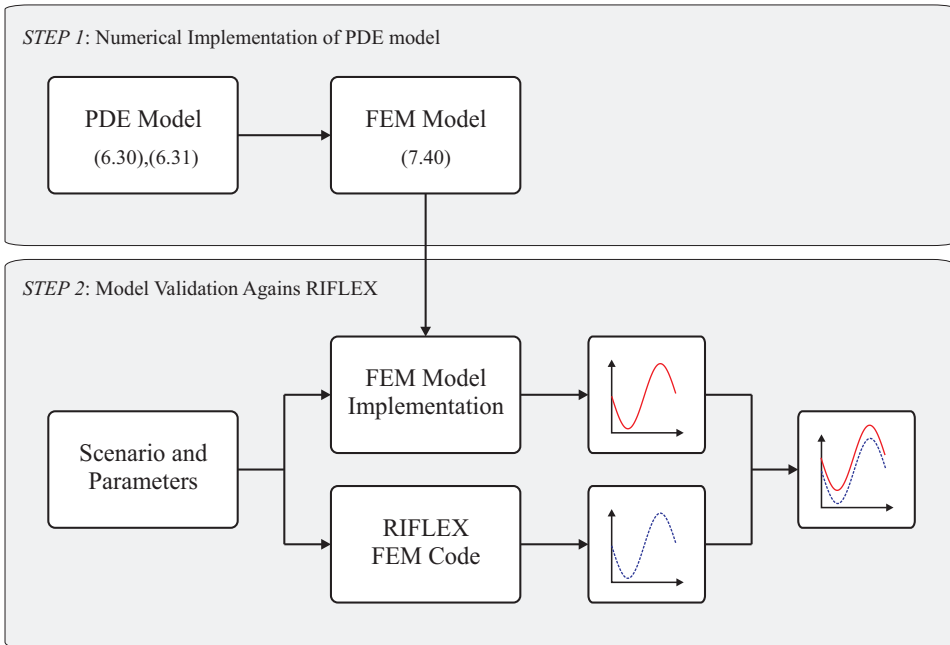 STEP 1: Numerical Implementation of PDE model
PDE Model
(6.30),(6.31)
FEM Model
(7.40)
STEP 2: Model Validation Agains RIFLEX
Scenario and
Parameters
FEM Model
Implementation
RIFLEX
FEM Code